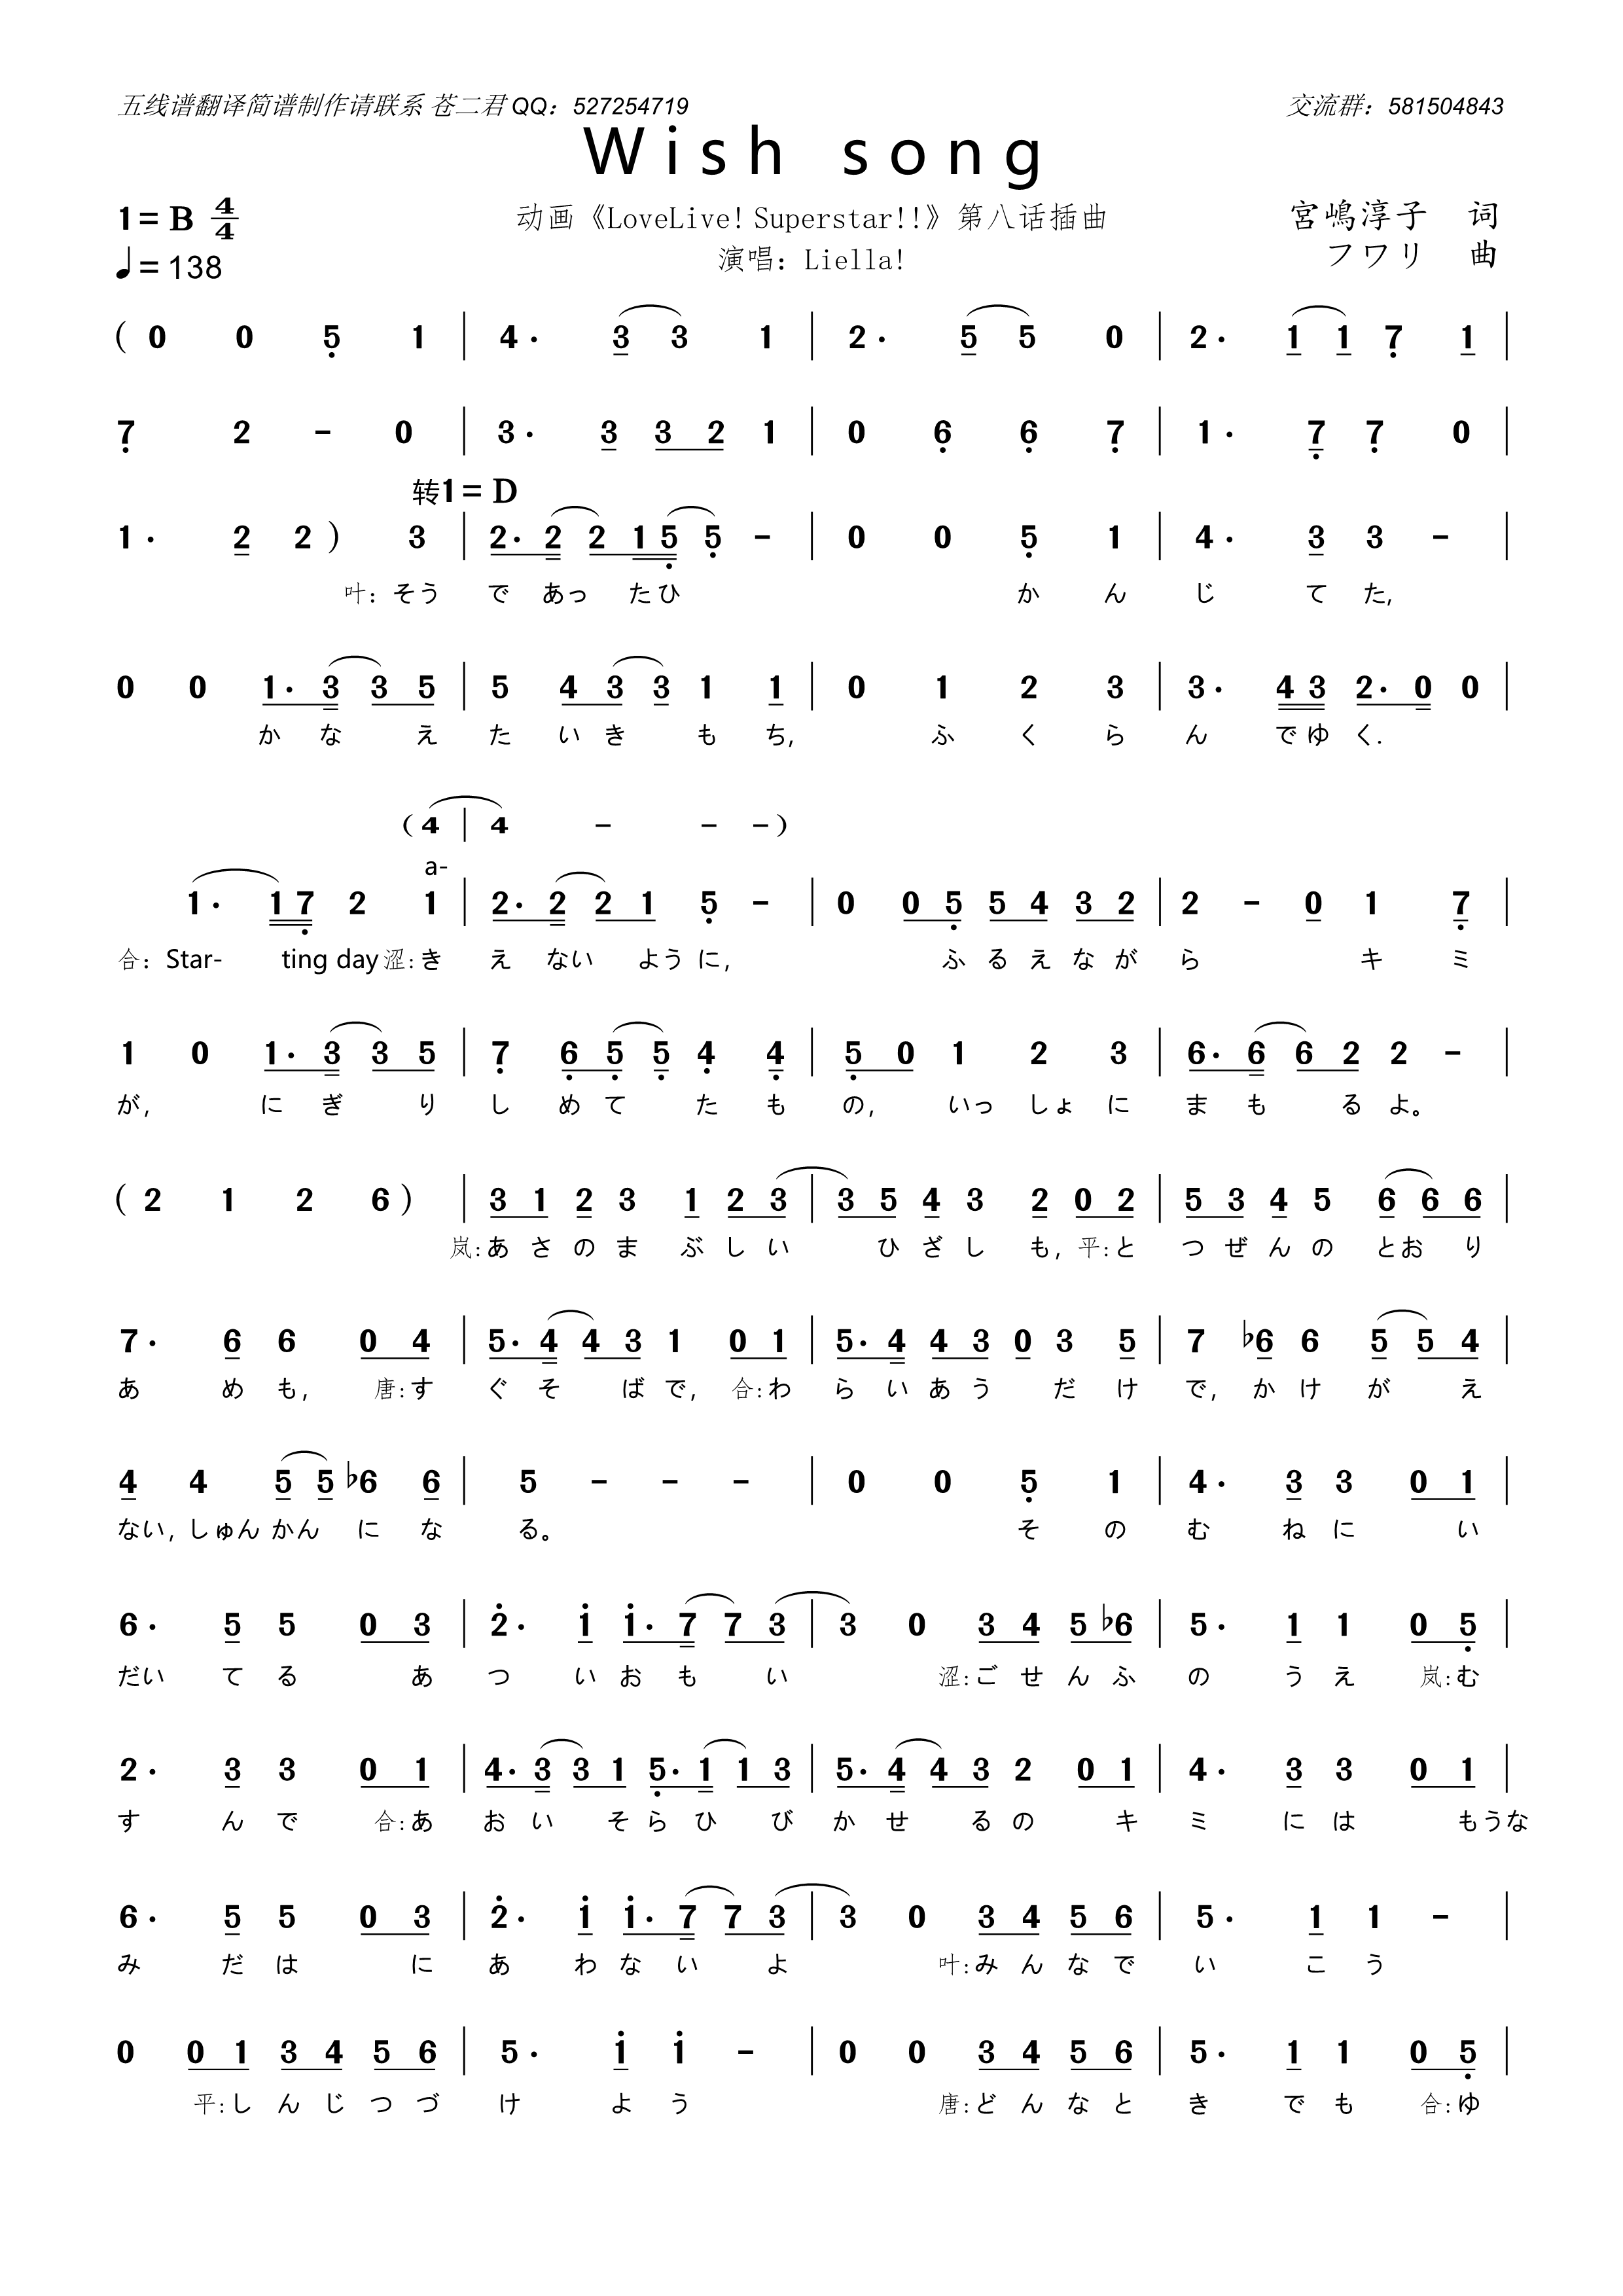 五线谱翻译简谱制作请联系 苍二君QQ：527254719 交流群：581504843
Wish song
1= B 4/4 动画《LoveLive! Superstar!!》第八话插曲 宫嶋淳子 词
♩= 138 演唱：Liella! フワリ 曲
( 0 0 5 1 | 4· 3 3 1 | 2· 5 5 0 | 2· 1 1 7 1 |
7 2 - 0 | 3· 3 3 2 1 | 0 6 6 7 | 1· 7 7 0 |
转1= D
1· 2 2 ) 3 | 2· 2 2 1 5 5 - | 0 0 5 1 | 4· 3 3 - |
叶: そう で あっ た ひ か ん じ て た,
0 0 1· 3 3 5 | 5 4 3 3 1 1 | 0 1 2 3 | 3· 4 3 2· 0 0 |
か な え た い き も ち, ふ く ら ん で ゆ く.
( 4 | 4 - - - )
a-
1· 1 7 2 1 | 2· 2 2 1 5 - | 0 0 5 5 4 3 2 | 2 - 0 1 7 |
合: Star- ting day 涩: き え ない よう に, ふ る え な が ら キ ミ
1 0 1· 3 3 5 | 7 6 5 5 4 4 | 5 0 1 2 3 | 6· 6 6 2 2 - |
が, に ぎ り し め て た も の, いっ しょ に ま も る よ。
( 2 1 2 6 ) | 3 1 2 3 1 2 3 | 3 5 4 3 2 0 2 | 5 3 4 5 6 6 6 |
岚: あ さ の ま ぶ し い ひ ざ し も, 平: と つ ぜ ん の とお り
7· 6 6 0 4 | 5· 4 4 3 1 0 1 | 5· 4 4 3 0 3 5 | 7 ♭6 6 5 5 4 |
あ め も, 唐: す ぐ そ ば で, 合: わ ら い あ う だ け で, か け が え
4 4 5 5 ♭6 6 | 5 - - - | 0 0 5 1 | 4· 3 3 0 1 |
ない, しゅん かん に な る。 そ の む ね に い
6· 5 5 0 3 | 2· 1 1· 7 7 3 | 3 0 3 4 5 ♭6 | 5· 1 1 0 5 |
だい て る あ つ い お も い 涩: ご せ ん ふ の う え 岚: む
2· 3 3 0 1 | 4· 3 3 1 5· 1 1 3 | 5· 4 4 3 2 0 1 | 4· 3 3 0 1 |
す ん で 合: あ お い そ ら ひ び か せ る の キ ミ に は もうな
6· 5 5 0 3 | 2· 1 1· 7 7 3 | 3 0 3 4 5 6 | 5· 1 1 - |
み だ は に あ わ な い よ 叶: み ん な で い こ う
0 0 1 3 4 5 6 | 5· 1 1 - | 0 0 3 4 5 6 | 5· 1 1 0 5 |
平: し ん じ つ づ け よ う 唐: ど ん な と き で も 合: ゆ